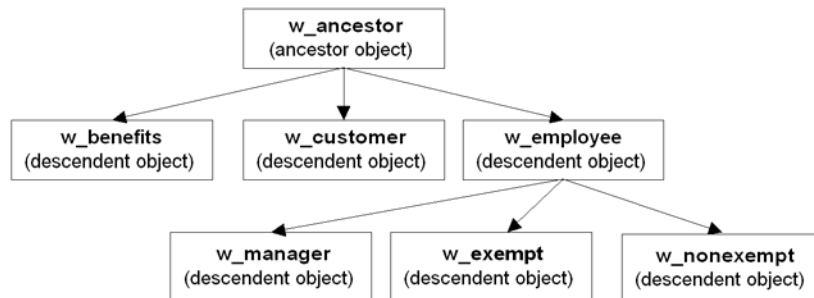 w_ancestor
(ancestor object)
w_benefits
(descendent object)
w_customer
(descendent object)
w_employee
(descendent object)
w_manager
(descendent object)
w_exempt
(descendent object)
w_nonexempt
(descendent object)